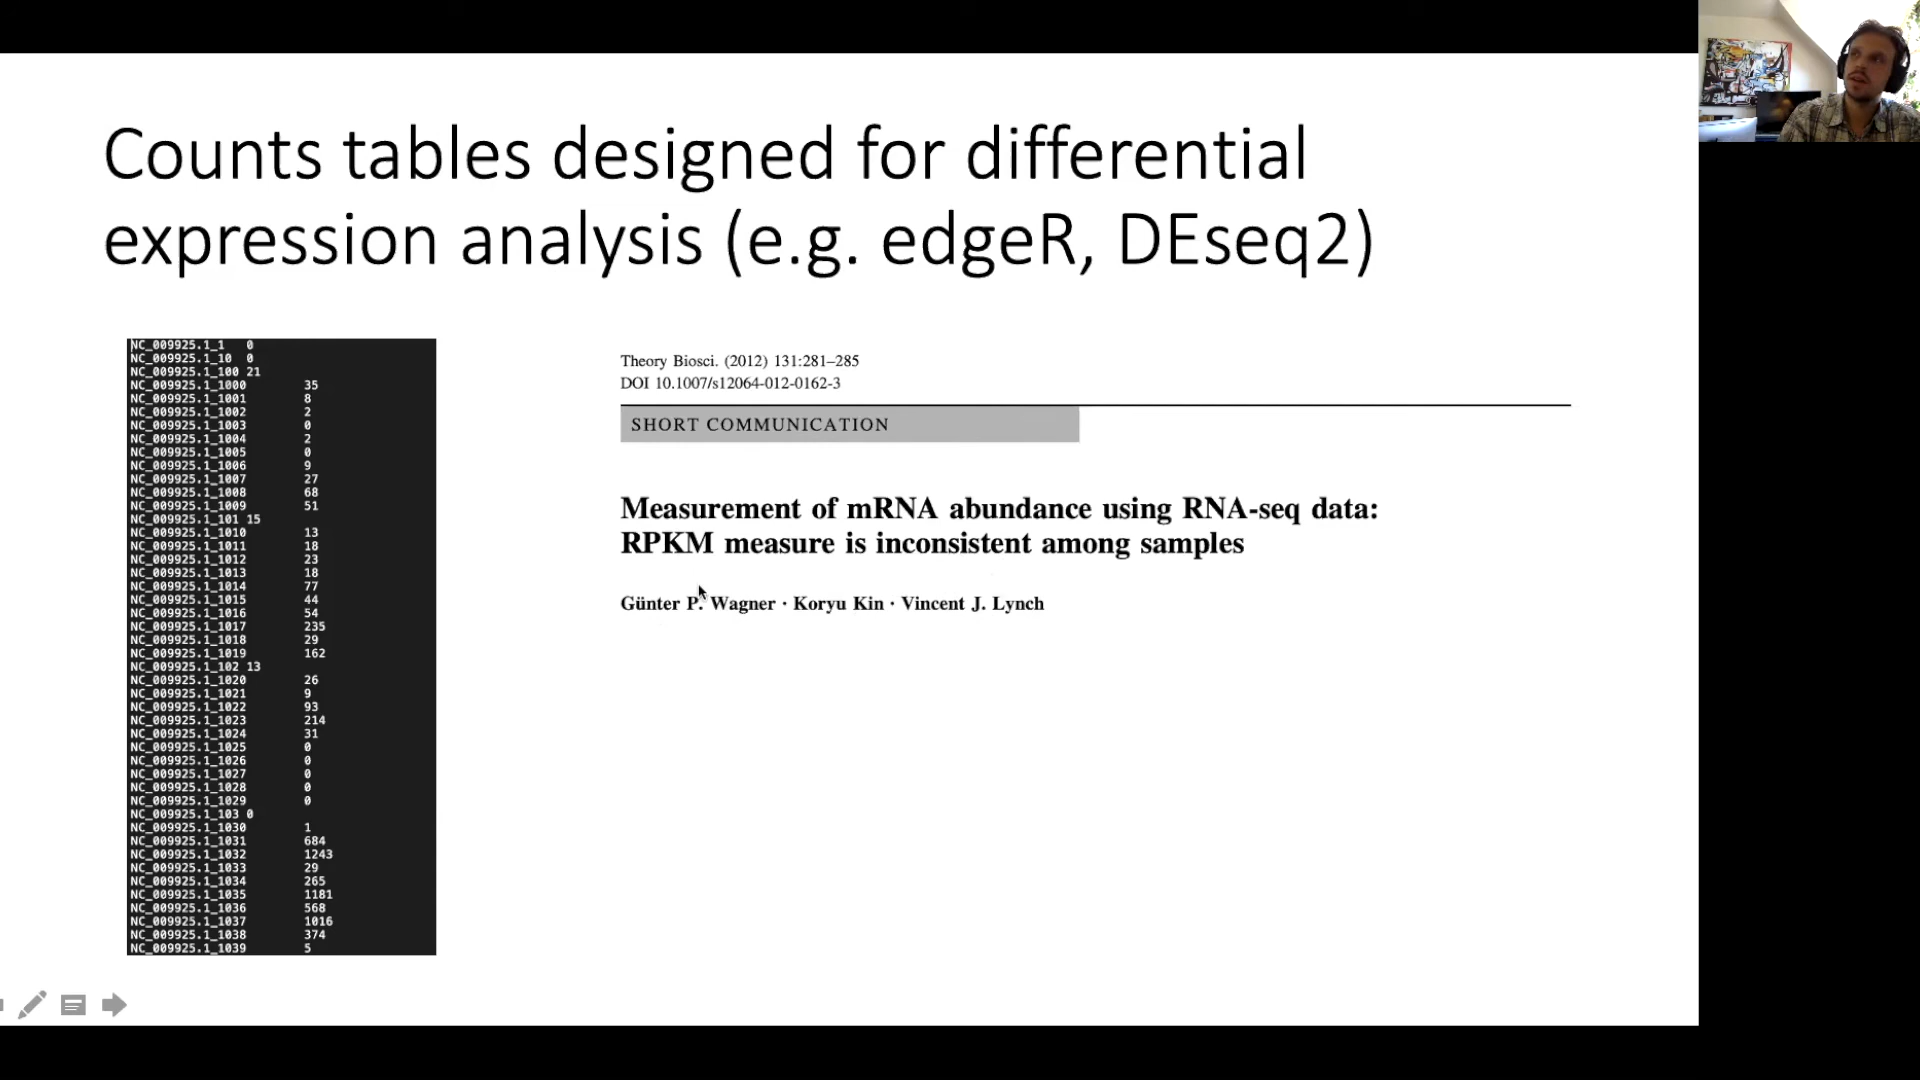 Counts tables designed for differential
expression analysis (e.g. edgeR, DEseq2)
NC_009925.1_1 0
NC_009925.1_10 0
NC_009925.1_100 21
NC_009925.1_1000 35
NC_009925.1_1001 8
NC_009925.1_1002 2
NC_009925.1_1003 0
NC_009925.1_1004 2
NC_009925.1_1005 0
NC_009925.1_1006 9
NC_009925.1_1007 27
NC_009925.1_1008 68
NC_009925.1_1009 51
NC_009925.1_101 15
NC_009925.1_1010 13
NC_009925.1_1011 18
NC_009925.1_1012 23
NC_009925.1_1013 18
NC_009925.1_1014 77
NC_009925.1_1015 44
NC_009925.1_1016 54
NC_009925.1_1017 235
NC_009925.1_1018 29
NC_009925.1_1019 162
NC_009925.1_102 13
NC_009925.1_1020 26
NC_009925.1_1021 9
NC_009925.1_1022 93
NC_009925.1_1023 214
NC_009925.1_1024 31
NC_009925.1_1025 0
NC_009925.1_1026 0
NC_009925.1_1027 0
NC_009925.1_1028 0
NC_009925.1_1029 0
NC_009925.1_103 0
NC_009925.1_1030 1
NC_009925.1_1031 684
NC_009925.1_1032 1243
NC_009925.1_1033 29
NC_009925.1_1034 265
NC_009925.1_1035 1181
NC_009925.1_1036 568
NC_009925.1_1037 1016
NC_009925.1_1038 374
NC_009925.1_1039 5
Theory Biosci. (2012) 131:281–285
DOI 10.1007/s12064-012-0162-3
SHORT COMMUNICATION
Measurement of mRNA abundance using RNA-seq data:
RPKM measure is inconsistent among samples
Günter P. Wagner · Koryu Kin · Vincent J. Lynch